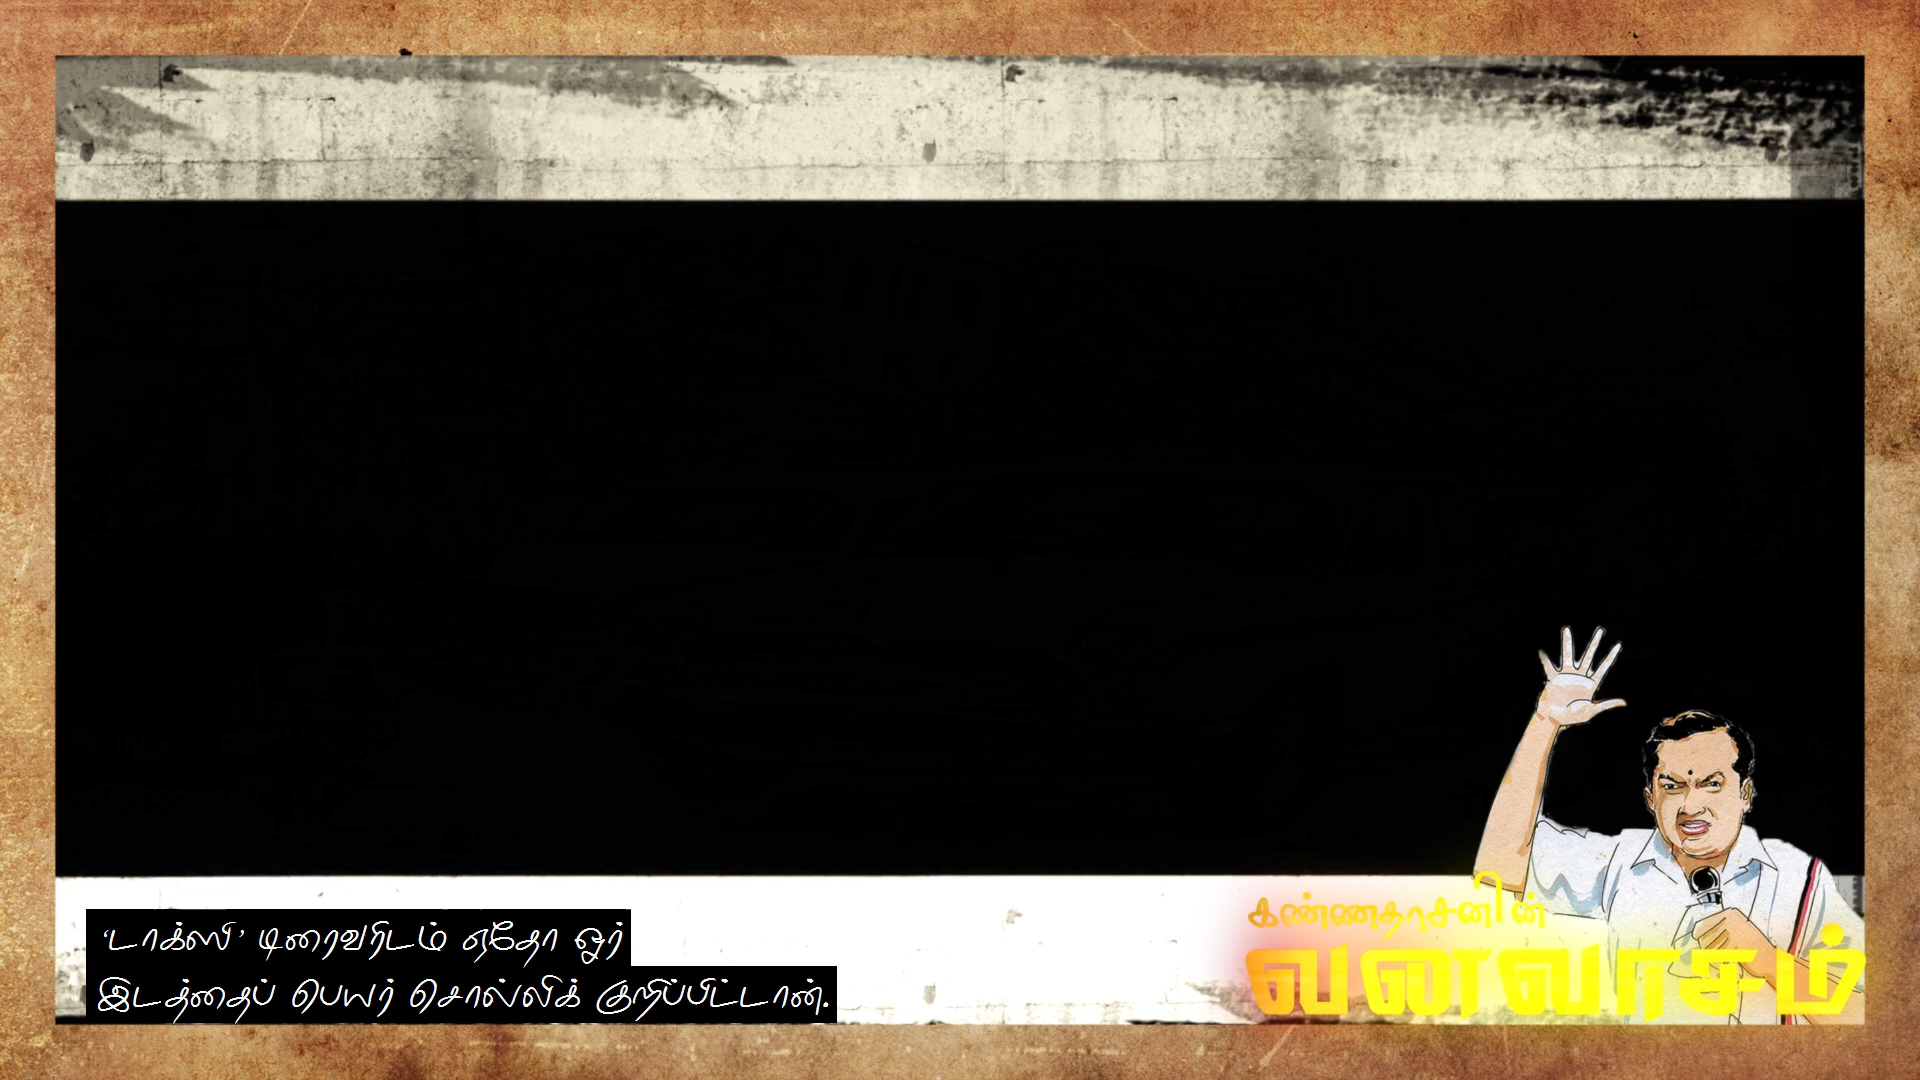 ‘டாக்ஸி’ டிரைவரிடம் ஏதோ ஓர்
இடத்தைப் பெயர் சொல்லிக் குறிப்பிட்டான்.
கண்ணதாசனின்
வனவாசம்